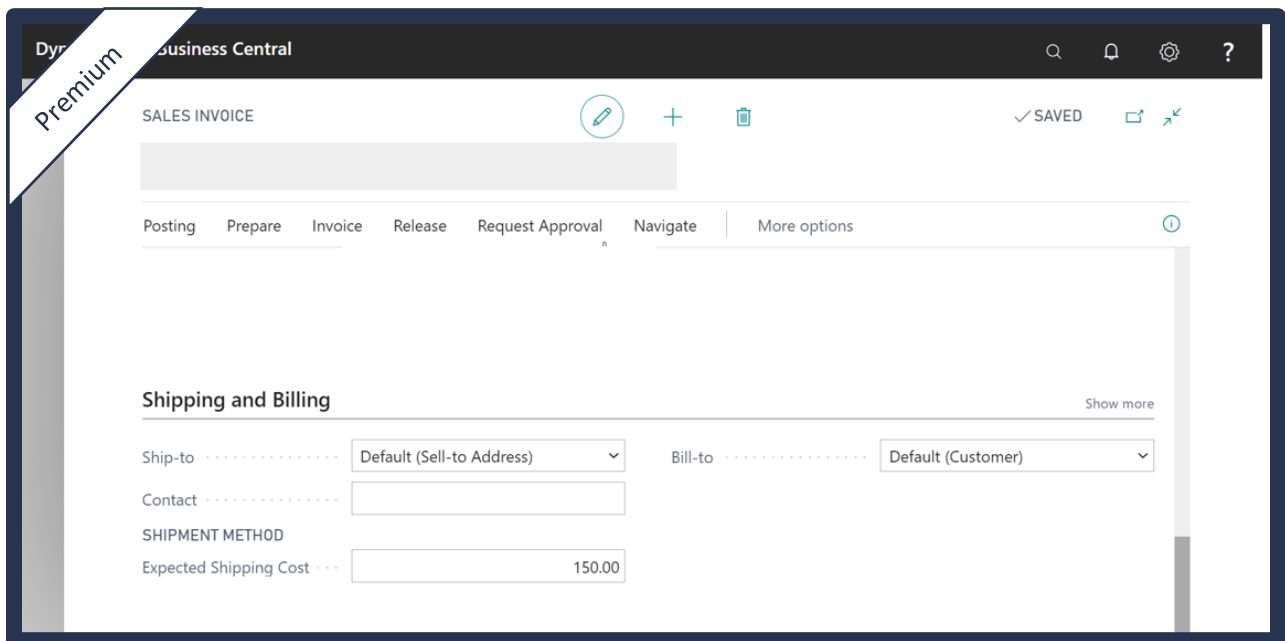 Premium
Business Central
?
SALES INVOICE
SAVED
Posting Prepare Invoice Release Request Approval Navigate More options
Shipping and Billing
Show more
Ship-to Default (Sell-to Address) Bill-to Default (Customer)
Contact
SHIPMENT METHOD
Expected Shipping Cost 150.00